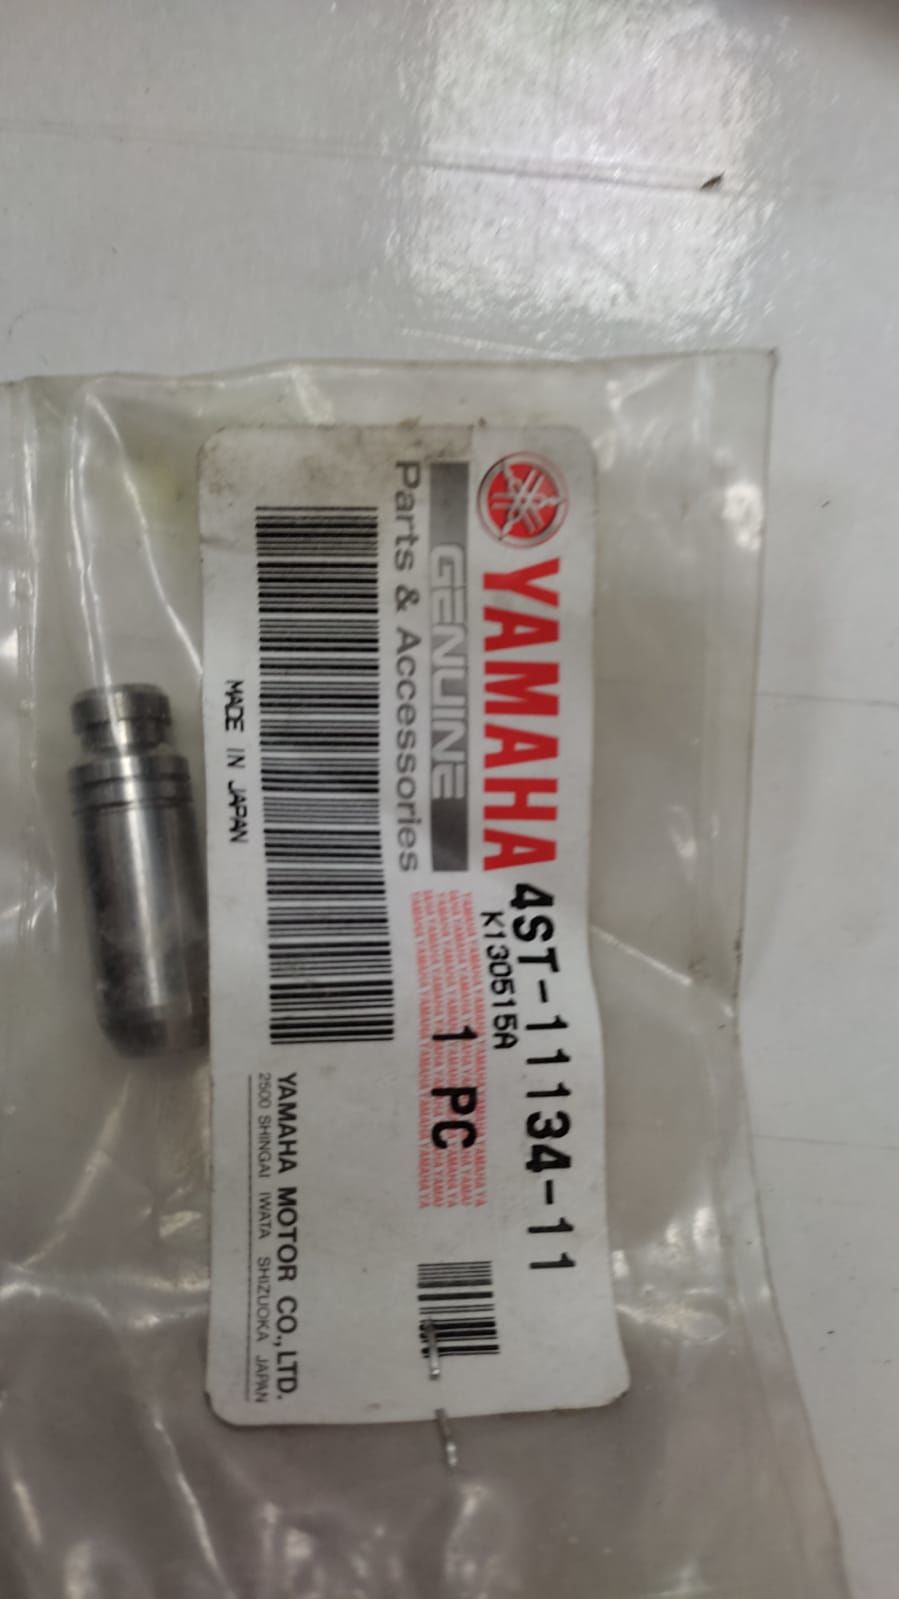 YAMAHA
GENUINE
Parts & Accessories
4ST-11134-11
K130515A
1 PC
MADE IN JAPAN
YAMAHA MOTOR CO., LTD.
2500 SHINGAI IWATA SHIZUOKA JAPAN